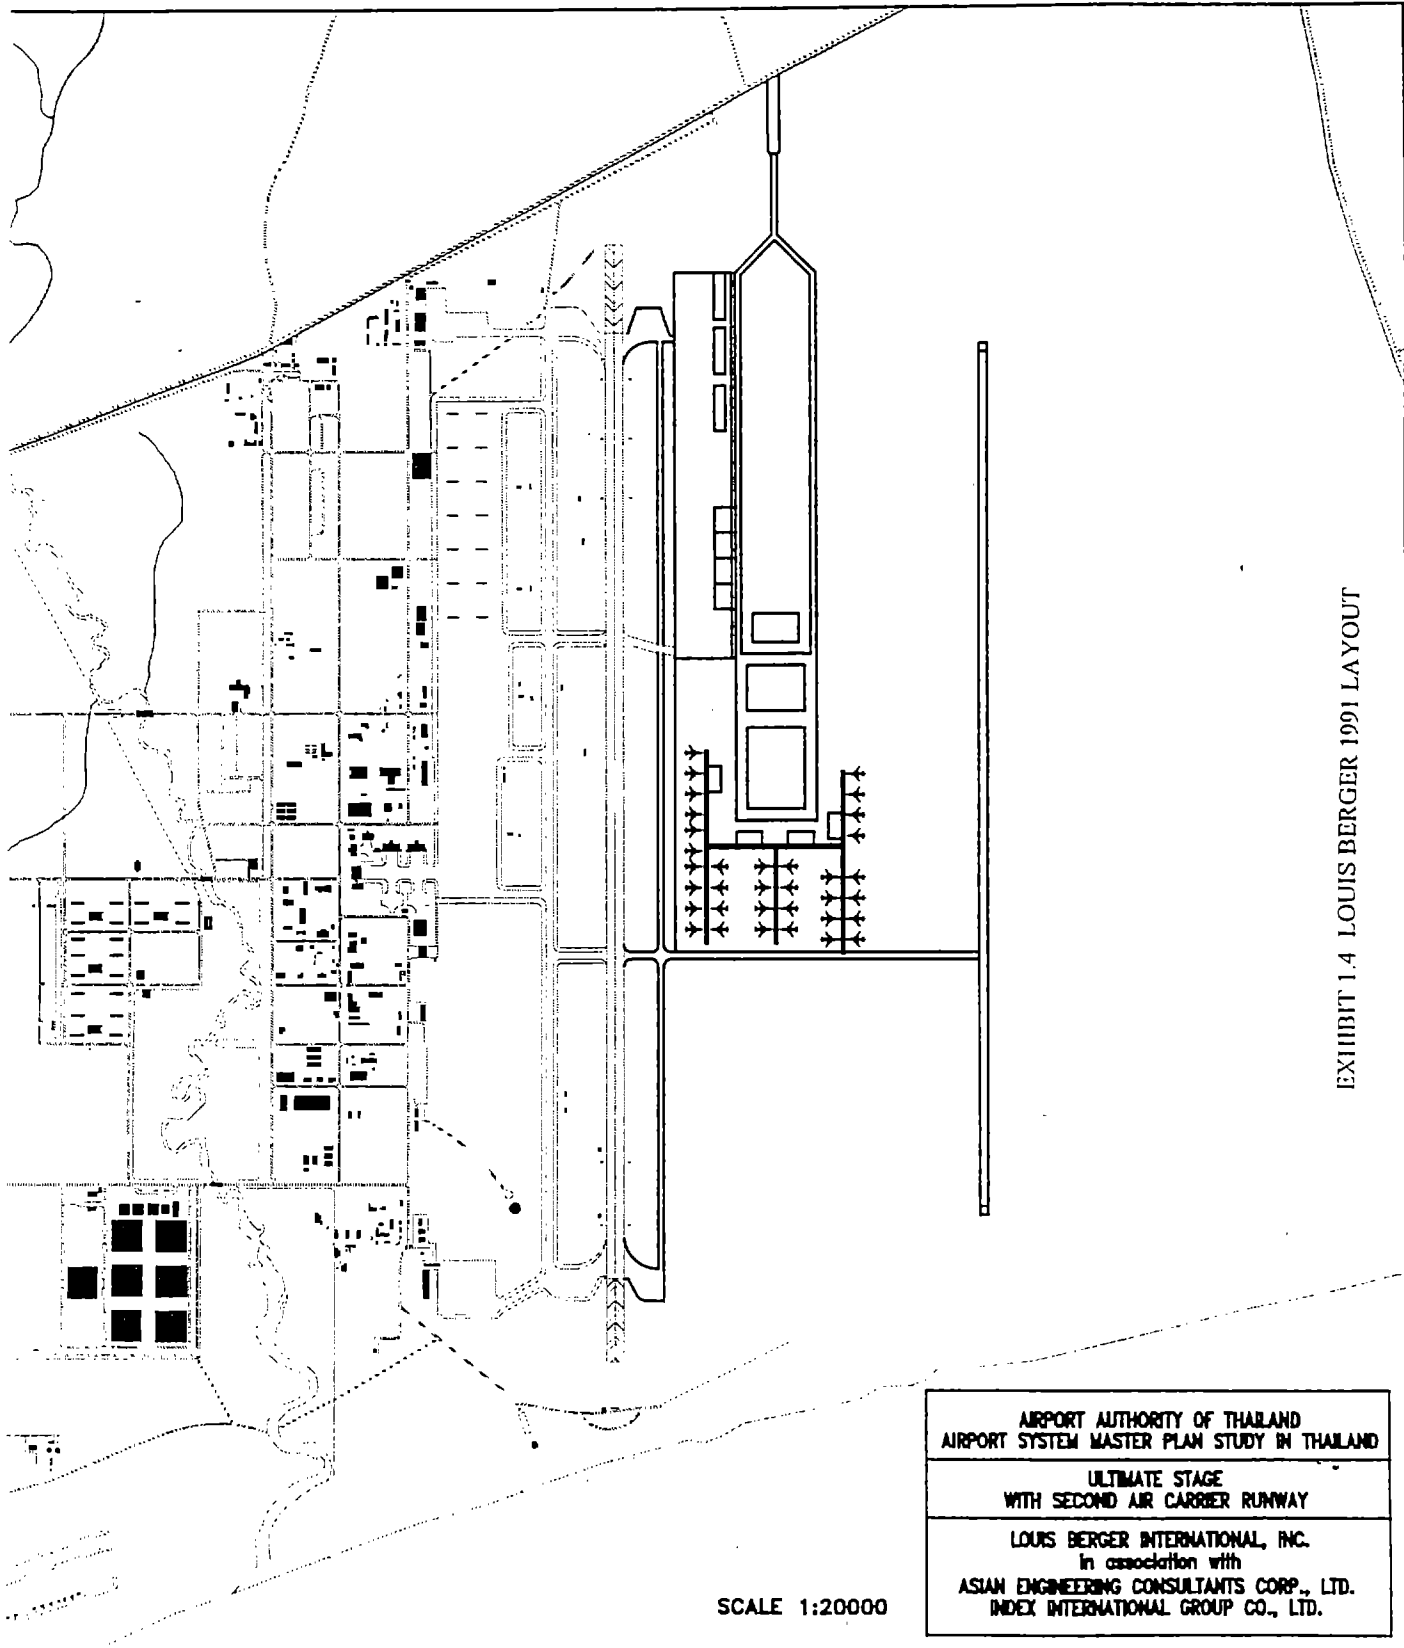 EXHIBIT 1.4 LOUIS BERGER 1991 LAYOUT
AIRPORT AUTHORITY OF THAILAND
AIRPORT SYSTEM MASTER PLAN STUDY IN THAILAND
ULTIMATE STAGE
WITH SECOND AIR CARRIER RUNWAY
LOUIS BERGER INTERNATIONAL, INC.
in association with
ASIAN ENGINEERING CONSULTANTS CORP., LTD.
INDEX INTERNATIONAL GROUP CO., LTD.
SCALE 1:20000